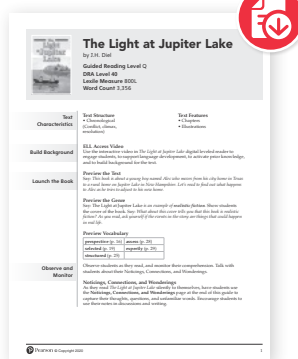 The Light at Jupiter Lake
by J.H. Diel
Guided Reading Level Q
DRA Level 40
Lexile Measure 800L
Word Count 3,356
Text Characteristics
Text Structure
• Chronological
(Conflict, climax,
resolution)
Text Features
• Chapters
• Illustrations
Build Background
ELL Access Video
Use the interactive video in The Light at Jupiter Lake digital leveled reader to
engage students, to support language development, to activate prior knowledge,
and to build background for the text.
Launch the Book
Preview the Text
Say: This book is about a young boy named Alex who moves from his city home in Texas
to a rural home on Jupiter Lake in New Hampshire. Let's read to find out what happens
to Alex as he tries to adjust to his new home.
Preview the Genre
Say: The Light at Jupiter Lake is an example of realistic fiction. Show students
the cover of the book. Say: What about this cover tells you that this book is realistic
fiction? As you read, ask yourself if the events in the story are things that could happen
in real life.
Preview Vocabulary
perspective (p. 16) access (p. 28)
selected (p. 19) expertly (p. 29)
structured (p. 29)
Observe and Monitor
Observe students as they read, and monitor their comprehension. Talk with
students about their Noticings, Connections, and Wonderings.
Noticings, Connections, and Wonderings
As they read The Light at Jupiter Lake silently to themselves, have students use
the Noticings, Connections, and Wonderings page at the end of this guide to
capture their thoughts, questions, and unfamiliar words. Encourage students to
use their notes in discussions and writing.
Pearson © Copyright 2020
1